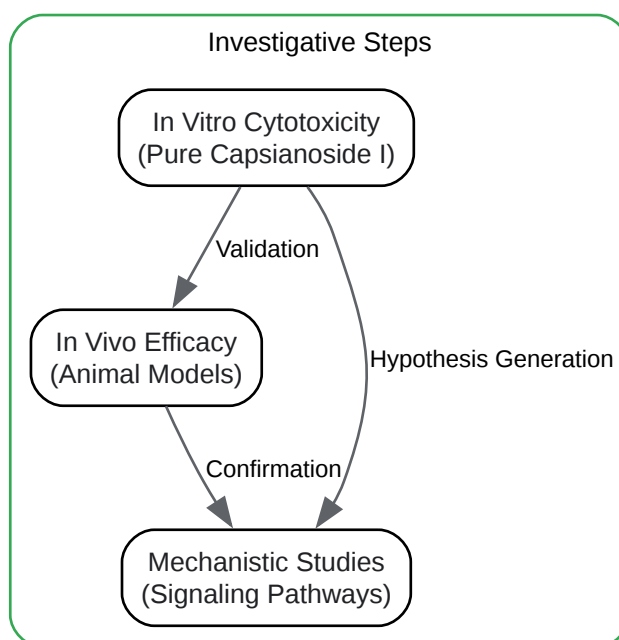 Investigative Steps
In Vitro Cytotoxicity
(Pure Capsianoside I)
Validation
In Vivo Efficacy
(Animal Models)
Hypothesis Generation
Confirmation
Mechanistic Studies
(Signaling Pathways)